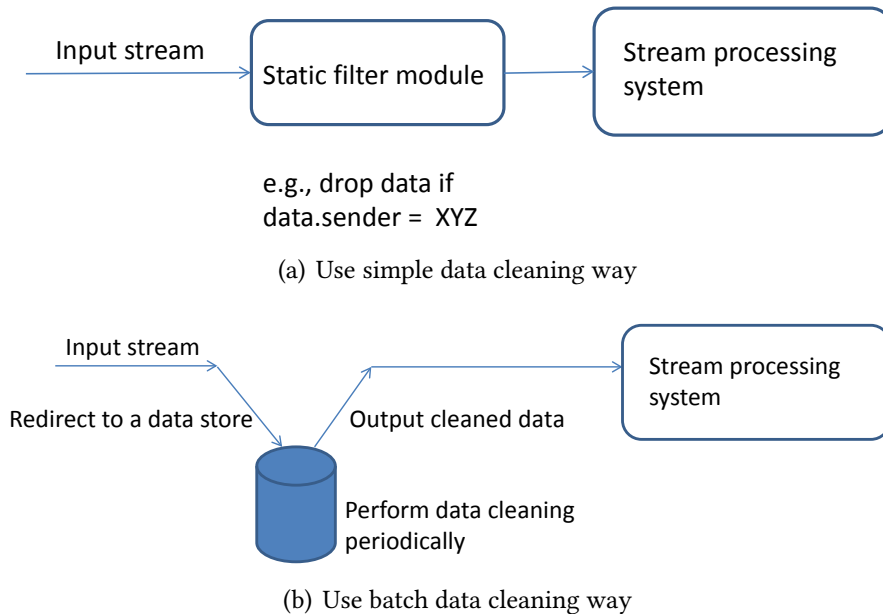 Input stream
Static filter module
Stream processing
system
e.g., drop data if
data.sender = XYZ
(a) Use simple data cleaning way
Input stream
Stream processing
system
Redirect to a data store
Output cleaned data
Perform data cleaning
periodically
(b) Use batch data cleaning way